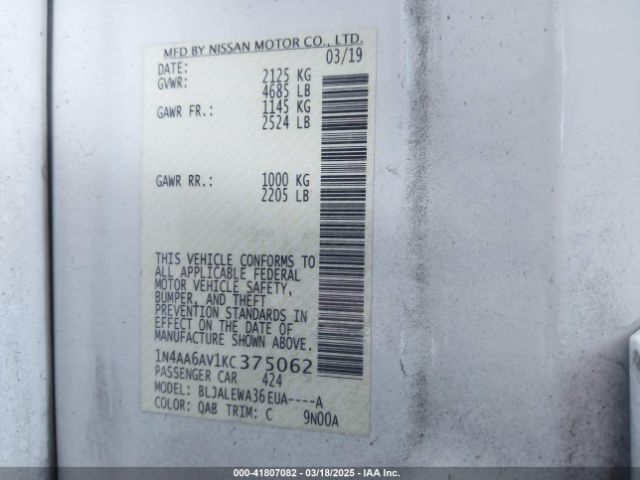 MFD BY NISSAN MOTOR CO., LTD.
DATE: 03/19
GVWR: 2125 KG
4685 LB
GAWR FR.: 1145 KG
2524 LB
GAWR RR.: 1000 KG
2205 LB
THIS VEHICLE CONFORMS TO
ALL APPLICABLE FEDERAL
MOTOR VEHICLE SAFETY,
BUMPER, AND THEFT
PREVENTION STANDARDS IN
EFFECT ON THE DATE OF
MANUFACTURE SHOWN ABOVE.
1N4AA6AV1KC375062
PASSENGER CAR 424
MODEL: BLJALEWA36EUA----A
COLOR: QAB TRIM: C 9N00A
000-41807082 / 03/18/2025 - IAA Inc.